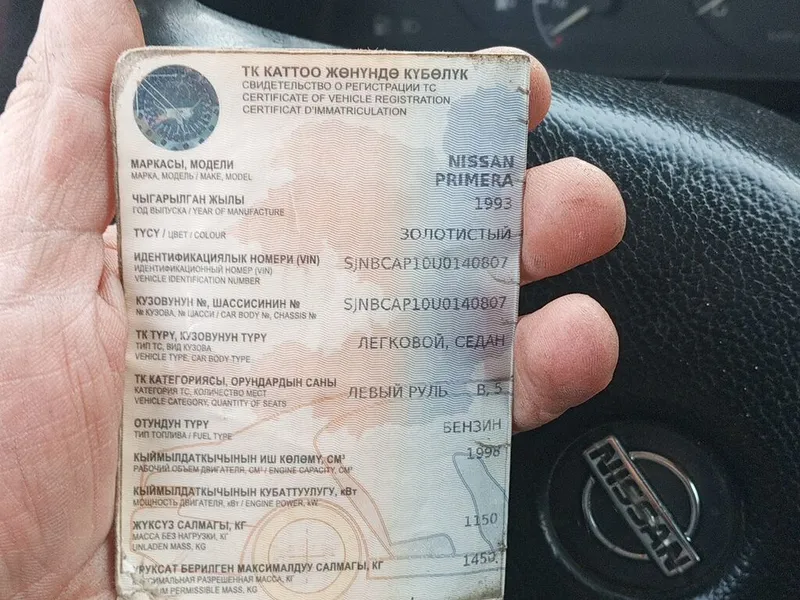 ТК КАТТОО ЖӨНҮНДӨ КҮБӨЛҮК
СВИДЕТЕЛЬСТВО О РЕГИСТРАЦИИ ТС
CERTIFICATE OF VEHICLE REGISTRATION
CERTIFICAT D'IMMATRICULATION
МАРКАСЫ, МОДЕЛИ NISSAN
МАРКА, МОДЕЛЬ / MAKE, MODEL PRIMERA
ЧЫГАРЫЛГАН ЖЫЛЫ 1993
ГОД ВЫПУСКА / YEAR OF MANUFACTURE
ТҮСҮ / ЦВЕТ / COLOUR ЗОЛОТИСТЫЙ
ИДЕНТИФИКАЦИЯЛЫК НОМЕРИ (VIN) SJNBCAP10U0140807
ИДЕНТИФИКАЦИОННЫЙ НОМЕР (VIN)
VEHICLE IDENTIFICATION NUMBER
КУЗОВУНУН №, ШАССИСИНИН № SJNBCAP10U0140807
№ КУЗОВА, № ШАССИ / CAR BODY №, CHASSIS №
ТК ТҮРҮ, КУЗОВУНУН ТҮРҮ ЛЕГКОВОЙ, СЕДАН
ТИП ТС, ВИД КУЗОВА
VEHICLE TYPE, CAR BODY TYPE
ТК КАТЕГОРИЯСЫ, ОРУНДАРДЫН САНЫ ЛЕВЫЙ РУЛЬ В, 5
КАТЕГОРИЯ ТС, КОЛИЧЕСТВО МЕСТ
VEHICLE CATEGORY, QUANTITY OF SEATS
ОТУНДУН ТҮРҮ БЕНЗИН
ТИП ТОПЛИВА / FUEL TYPE
КЫЙМЫЛДАТКЫЧЫНЫН ИШ КӨЛӨМҮ, СМ³ 1998
РАБОЧИЙ ОБЪЕМ ДВИГАТЕЛЯ, СМ³ / ENGINE CAPACITY, CM³
КЫЙМЫЛДАТКЫЧЫНЫН КУБАТТУУЛУГУ, кВт
МОЩНОСТЬ ДВИГАТЕЛЯ, кВт / ENGINE POWER, kW
ЖҮКСҮЗ САЛМАГЫ, КГ 1150
МАССА БЕЗ НАГРУЗКИ, КГ
UNLADEN MASS, KG
УРУКСАТ БЕРИЛГЕН МАКСИМАЛДУУ САЛМАГЫ, КГ 1450
РАЗРЕШЕННАЯ МАССА, КГ
PERMISSIBLE MASS, KG
NISSAN